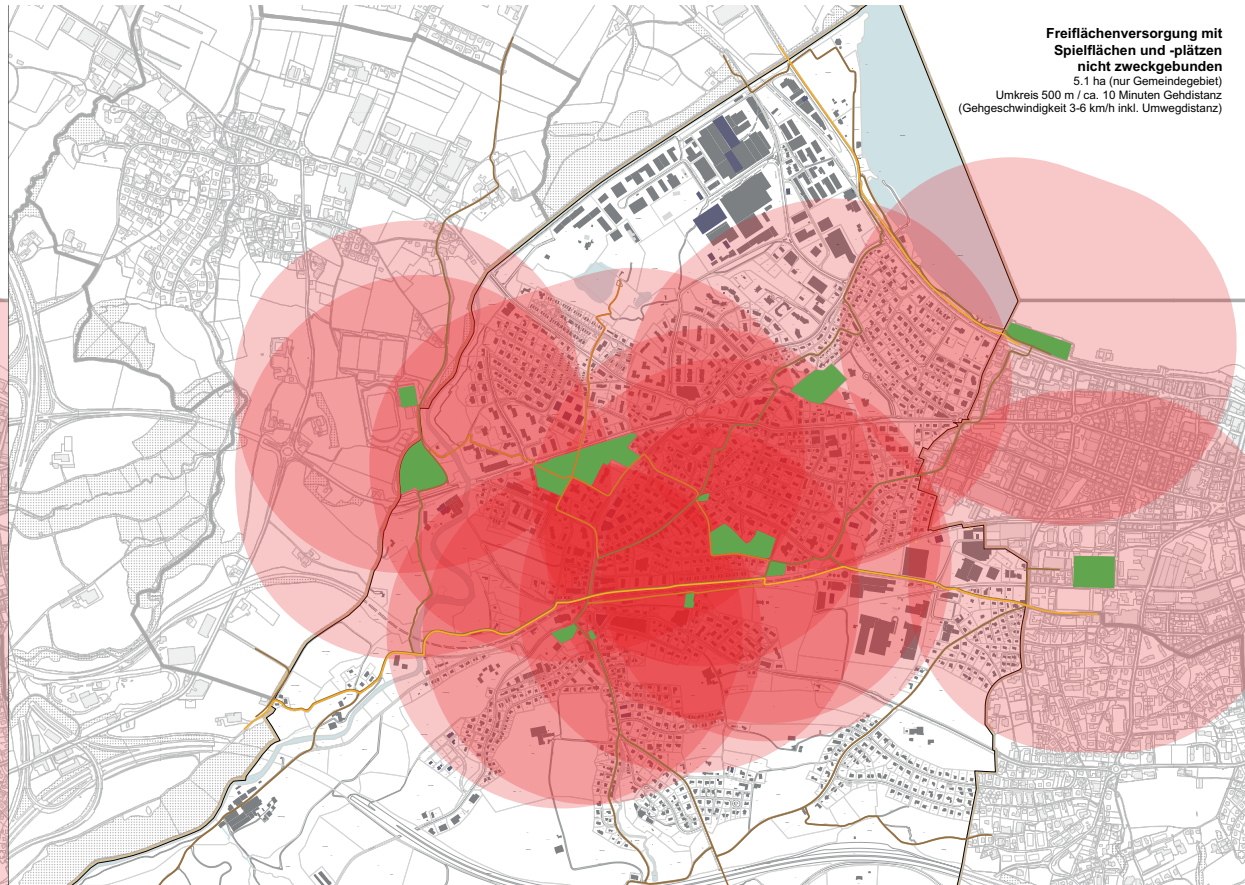 Freiflächenversorgung mit
Spielflächen und -plätzen
nicht zweckgebunden
5.1 ha (nur Gemeindegebiet)
Umkreis 500 m / ca. 10 Minuten Gehdistanz
(Gehgeschwindigkeit 3-6 km/h inkl. Umwegdistanz)